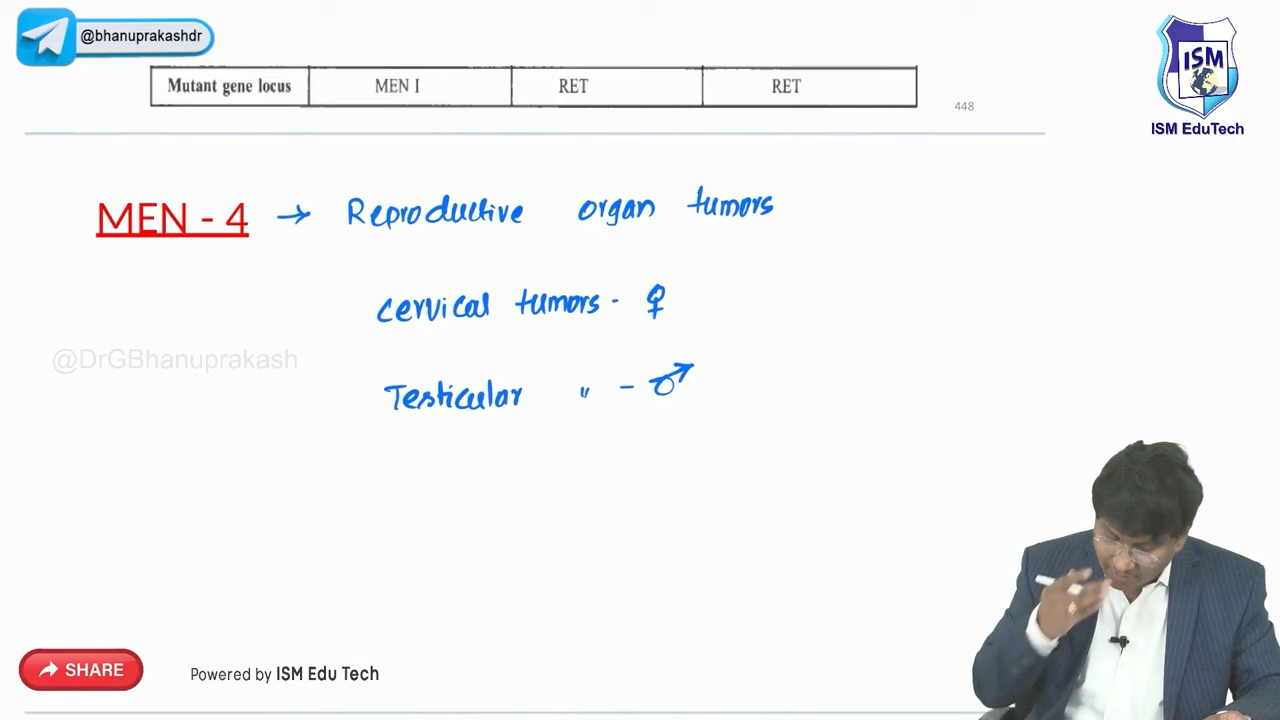 @bhanuprakashdr
ISM
ISM EduTech
Mutant gene locus MEN I RET RET
448
MEN - 4 → Reproductive organ tumors
cervical tumors - ♀
@DrGBhanuprakash
Testicular " - ♂
SHARE
Powered by ISM Edu Tech